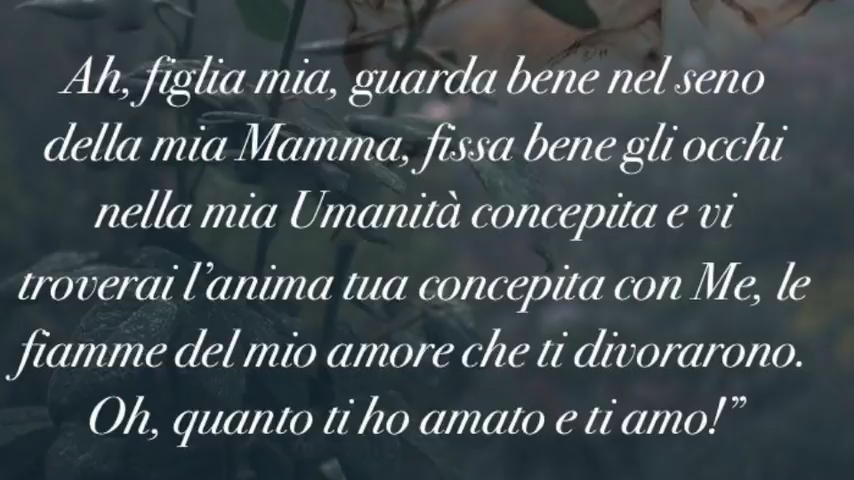 Ah, figlia mia, guarda bene nel seno
della mia Mamma, fissa bene gli occhi
nella mia Umanità concepita e vi
troverai l’anima tua concepita con Me, le
fiamme del mio amore che ti divorarono.
Oh, quanto ti ho amato e ti amo!”